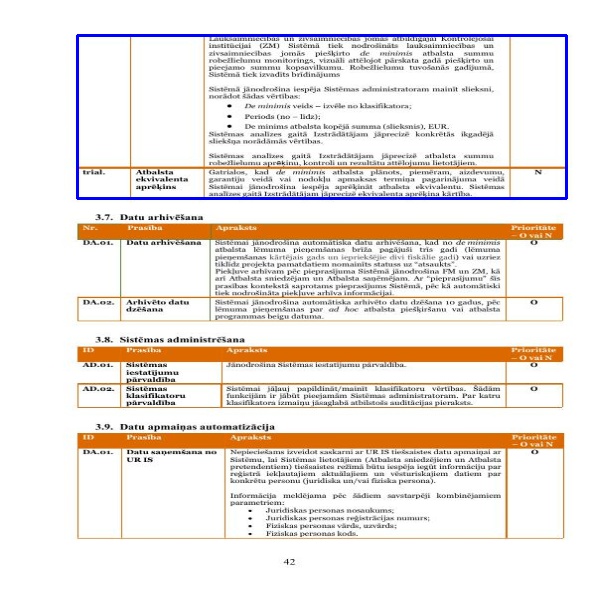 Lauksaimniecības un zivsaimniecības jomās atbildīgajai Kontrolējošai
institūcijai (ZM) Sistēmā tiek nodrošināts lauksaimniecības un
zivsaimniecības jomās piešķirto de minimis atbalsta summu
robežlielumu monitorings, vizuāli attēlojot pārskata gadā piešķirto un
pieejamo summu kopsavilkumu. Robežlielumu tuvošanās gadījumā,
Sistēmā tiek izvadīts brīdinājums
Sistēmā jānodrošina iespēja Sistēmas administratoram mainīt slieksni,
norādot šādas vērtības:
• De minimis veids – izvēle no klasifikatora;
• Periods (no – līdz);
• De minims atbalsta kopējā summa (slieksnis), EUR.
Sistēmas analīzes gaitā Izstrādātājam jāprecizē konkrētās ikgadējā
sliekšņa norādāmās vērtības.
Sistēmas analīzes gaitā Izstrādātājam jāprecizē atbalsta summu
robežlielumu aprēķinu, kontroli un rezultātu attēlojumu lietotājiem.
trial. Atbalsta ekvivalenta aprēķins Gatrialos, kad de minimis atbalsta plānots, piemēram, aizdevumu, N
garantiju veidā vai nodokļu apmaksas termiņa pagarinājuma veidā
Sistēmai jānodrošina iespēja aprēķināt atbalsta ekvivalentu. Sistēmas
analīzes gaitā Izstrādātājam jāprecizē ekvivalenta aprēķina kārtība.
3.7. Datu arhivēšana
Nr. Prasība Apraksts Prioritāte – O vai N
DA.01. Datu arhivēšana Sistēmai jānodrošina automātiska datu arhivēšana, kad no de minimis O
atbalsta lēmuma pieņemšanas brīža pagājuši trīs gadi (lēmuma
pieņemšanas kārtējais gads un iepriekšējie divi fiskālie gadi) vai uzriez
tiklīdz projekta pamatdatiem nomainīts statuss uz "atsaukts".
Piekļuve arhīvam pēc pieprasījuma Sistēmā jānodrošina FM un ZM, kā
arī Atbalsta sniedzējam un Atbalsta saņēmējam. Ar "pieprasījumu" šīs
prasības kontekstā saprotams pieprasījums Sistēmā, pēc kā automātiski
tiek nodrošināta piekļuve arhīva informācijai.
DA.02. Arhivēto datu dzēšana Sistēmai jānodrošina automātiska arhivēto datu dzēšana 10 gadus, pēc O
lēmuma pieņemšanas par ad hoc atbalsta piešķiršanu vai atbalsta
programmas beigu datuma.
3.8. Sistēmas administrēšana
ID Prasība Apraksts Prioritāte – O vai N
AD.01. Sistēmas iestatījumu pārvaldība Jānodrošina Sistēmas iestatījumu pārvaldība. O
AD.02. Sistēmas klasifikatoru pārvaldība Sistēmai jāļauj papildināt/mainīt klasifikatoru vērtības. Šādām O
funkcijām ir jābūt pieejamām Sistēmas administratoram. Par katru
klasifikatora izmaiņu jāsaglabā atbilstošs auditācijas pieraksts.
3.9. Datu apmaiņas automatizācija
ID Prasība Apraksts Prioritāte – O vai N
DA.01. Datu saņemšana no UR IS Nepieciešams izveidot saskarni ar UR IS tiešsaistes datu apmaiņai ar O
Sistēmu, lai Sistēmas lietotājiem (Atbalsta sniedzējiem un Atbalsta
pretendentiem) tiešsaistes režīmā būtu iespēja iegūt informāciju par
reģistrā iekļautajiem aktuālajiem un vēsturiskajiem datiem par
konkrētu personu (juridiska un/vai fiziska persona).
Informācija meklējama pēc šādiem savstarpēji kombinējamiem
parametriem:
• Juridiskas personas nosaukums;
• Juridiskas personas reģistrācijas numurs;
• Fiziskas personas vārds, uzvārds;
• Fiziskas personas kods.
42